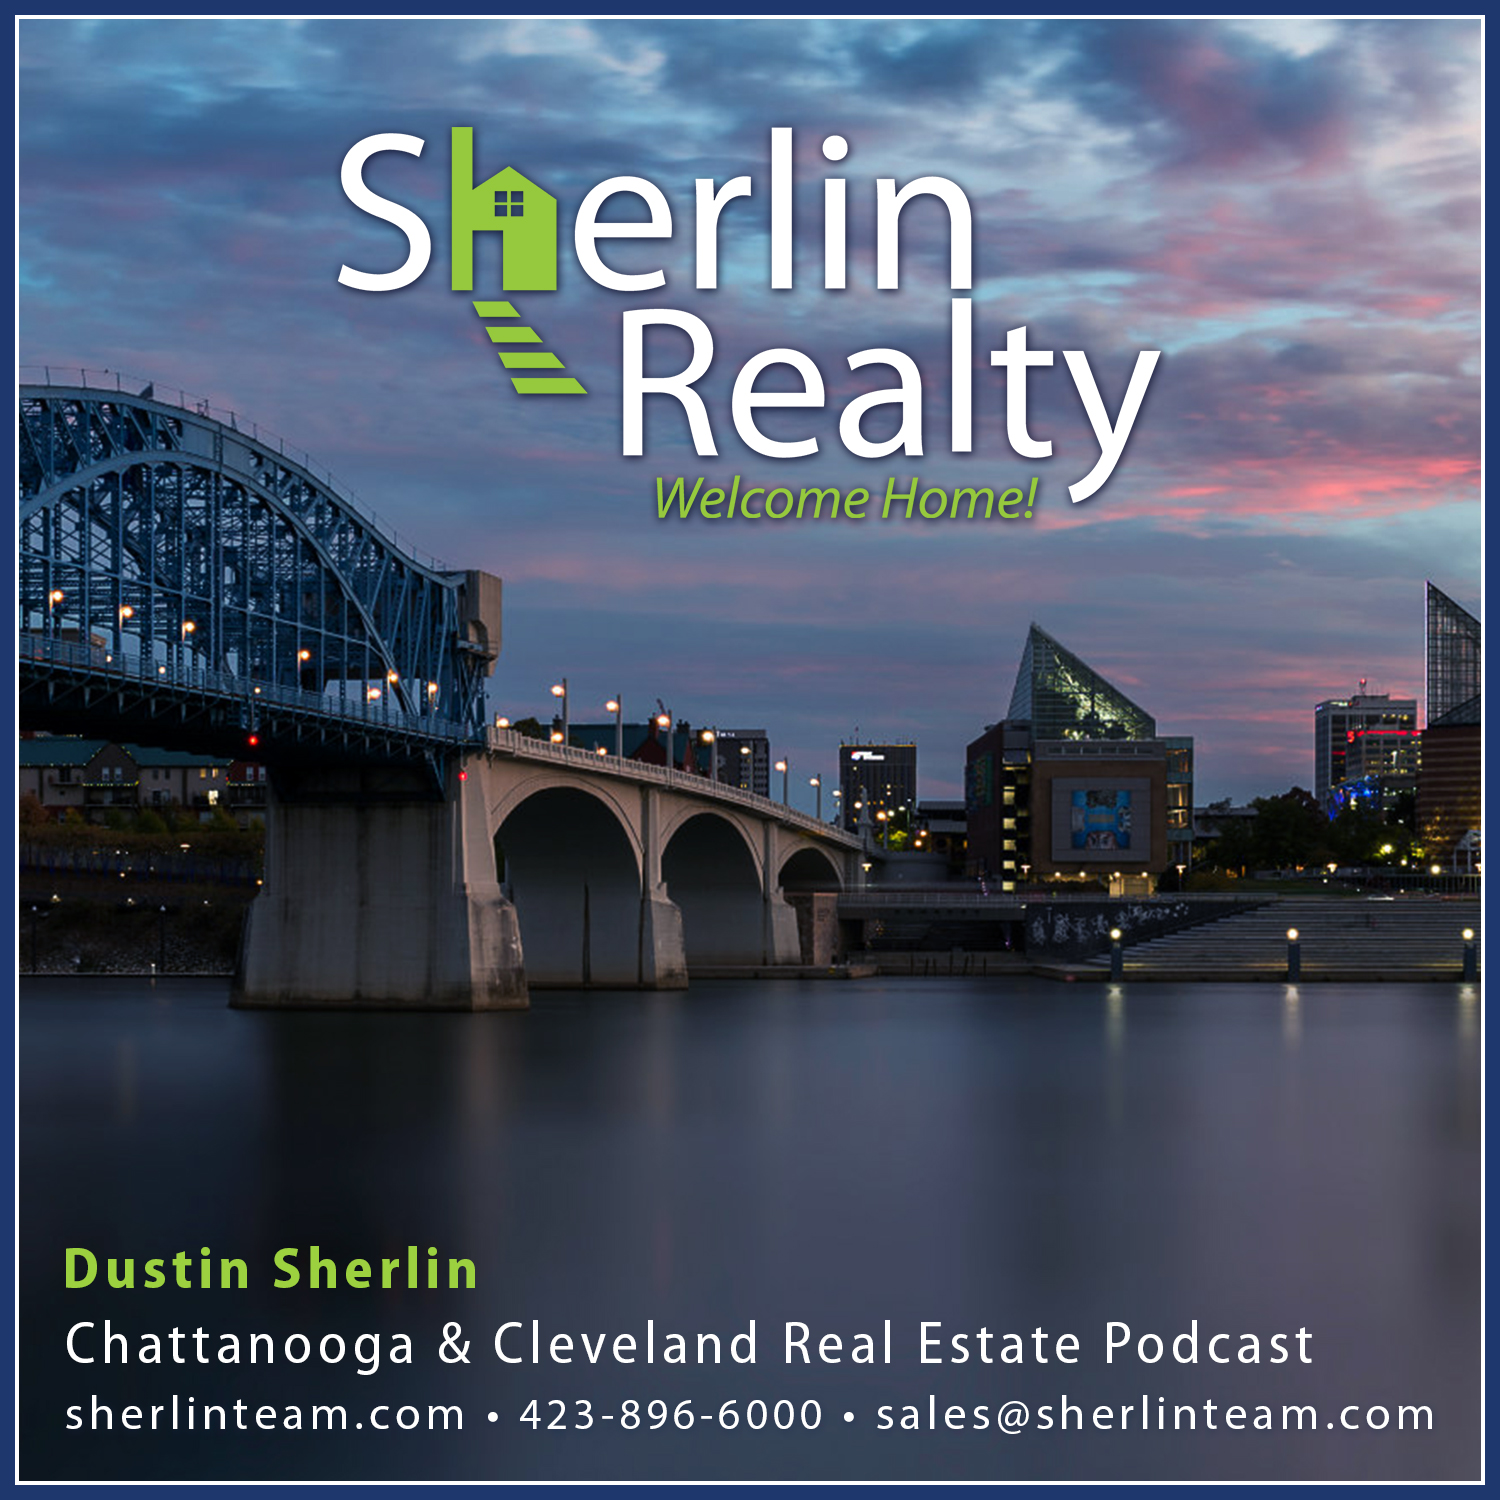 Sherlin
Realty
Welcome Home!
Dustin Sherlin
Chattanooga & Cleveland Real Estate Podcast
sherlinteam.com • 423-896-6000 • sales@sherlinteam.com